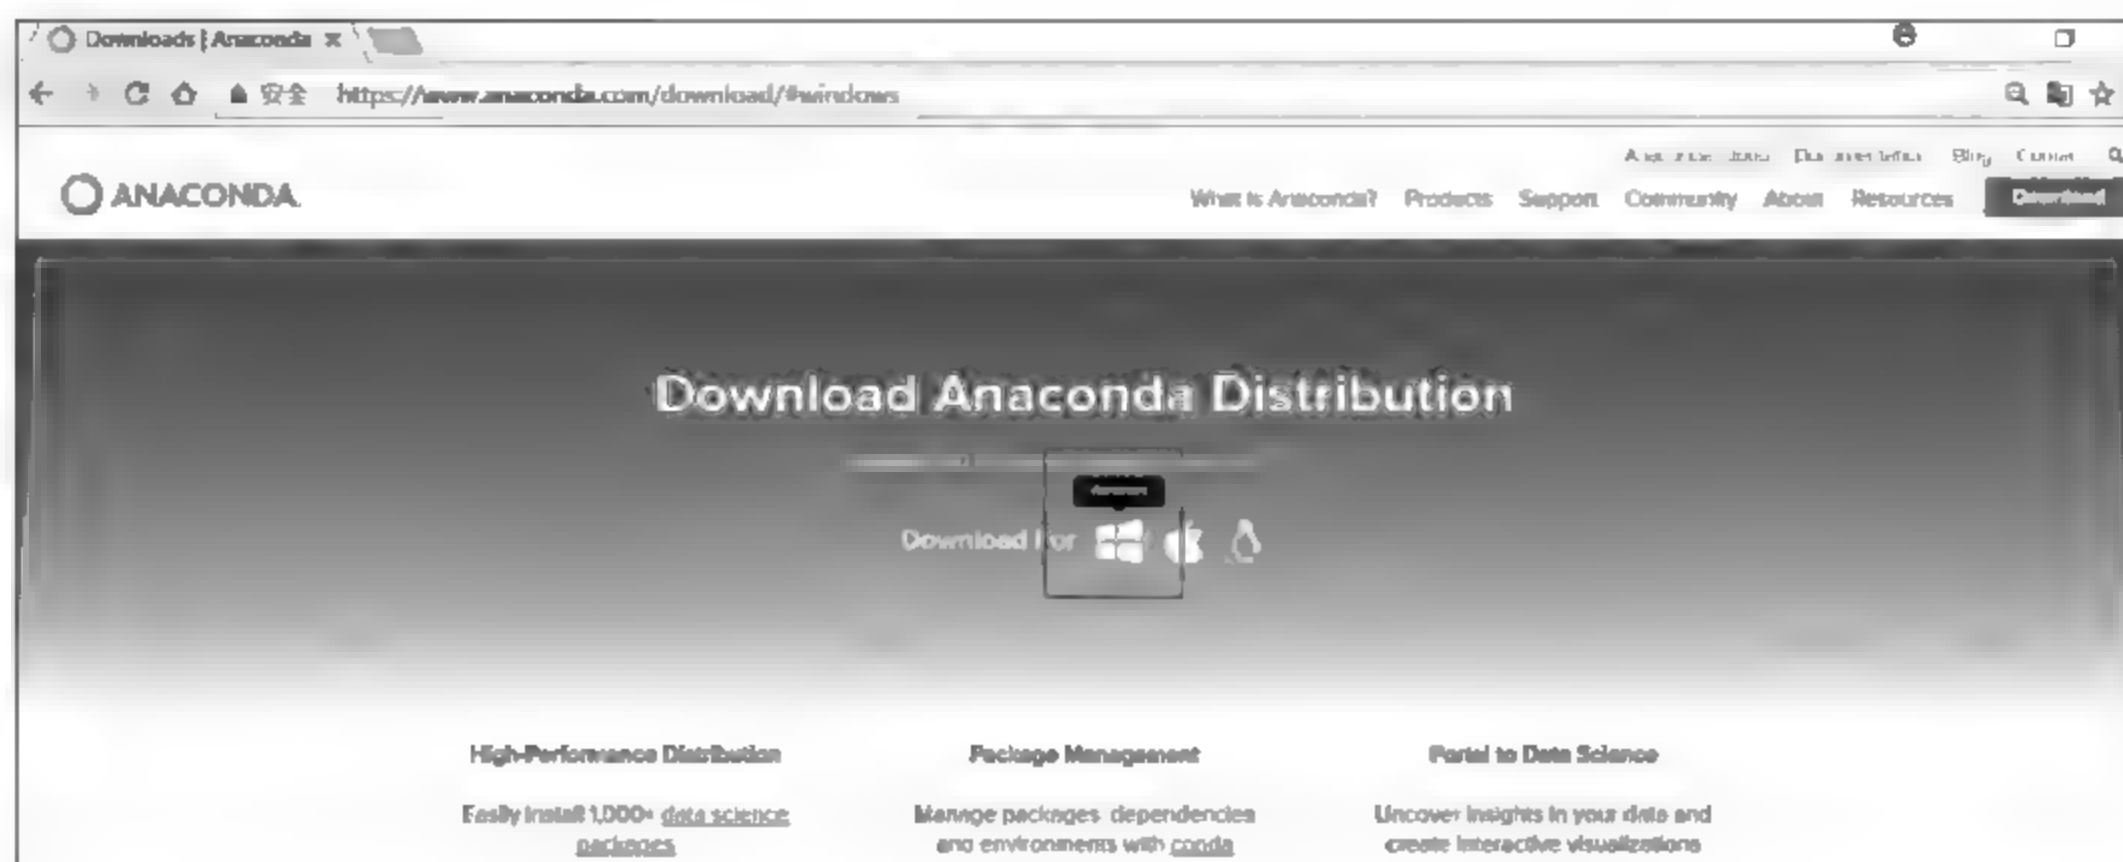 Downloads | Anaconda
安全 https://www.anaconda.com/download/#windows
Blog
ANACONDA
What is Anaconda? Products Support Community About Resources Download
Download Anaconda Distribution
Download For
High-Performance Distribution
Easily install 1,000+ data science
packages
Package Management
Manage packages, dependencies
and environments with conda
Portal to Data Science
Uncover insights in your data and
create interactive visualizations